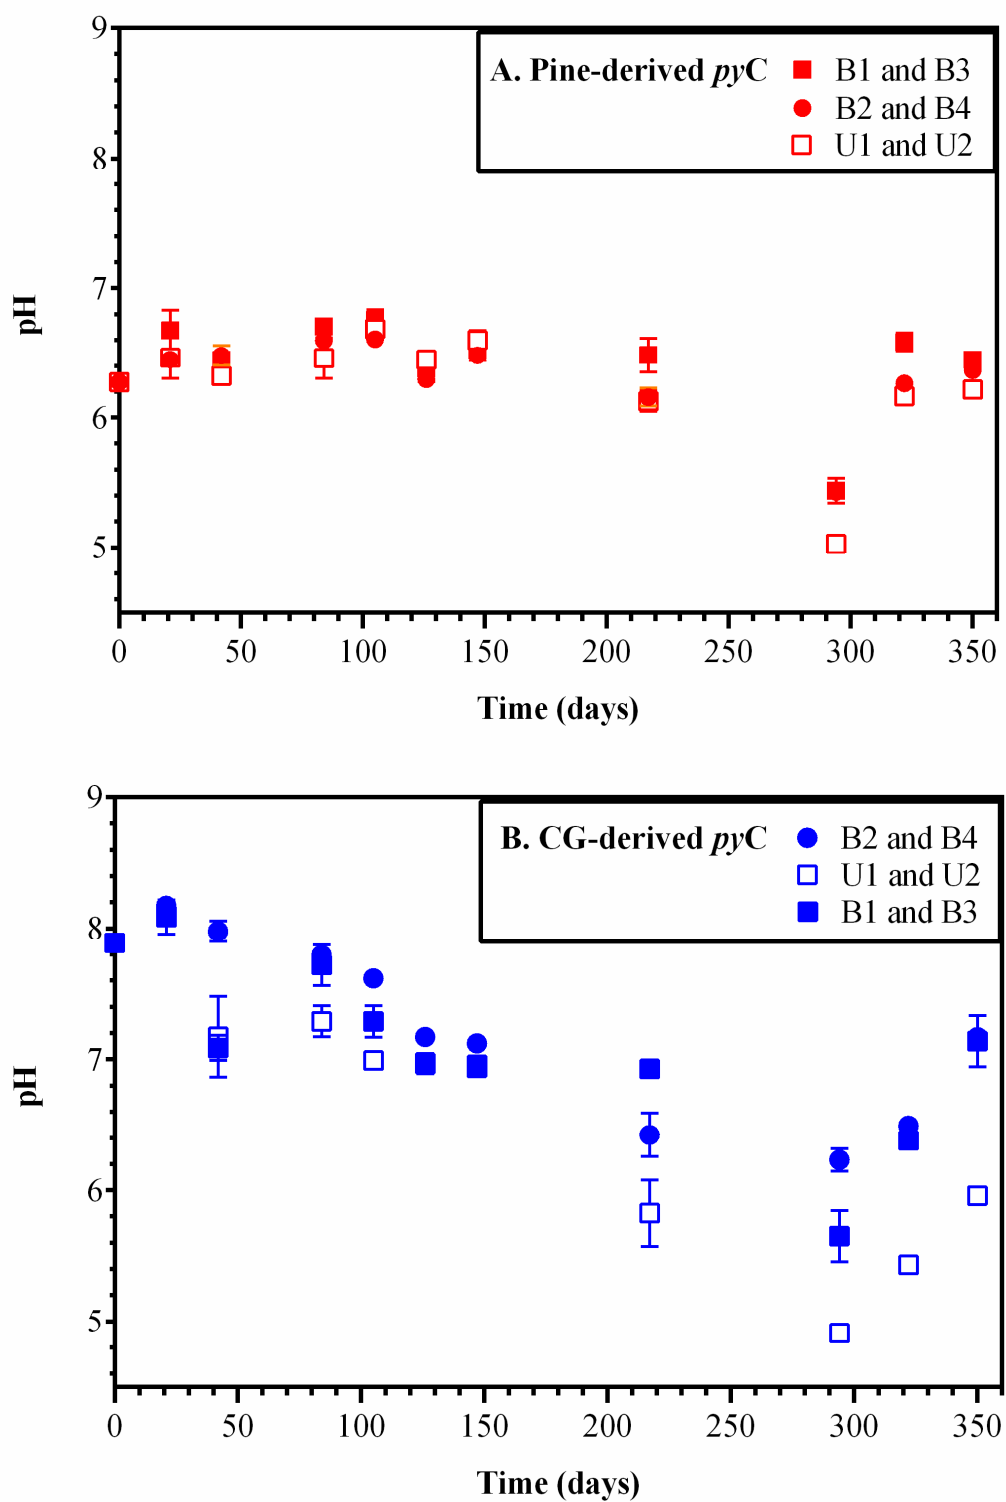 9
A. Pine-derived pyC
B1 and B3
B2 and B4
U1 and U2
8
7
6
5
pH
0 50 100 150 200 250 300 350
Time (days)
9
B. CG-derived pyC
B2 and B4
U1 and U2
B1 and B3
8
7
6
5
pH
0 50 100 150 200 250 300 350
Time (days)